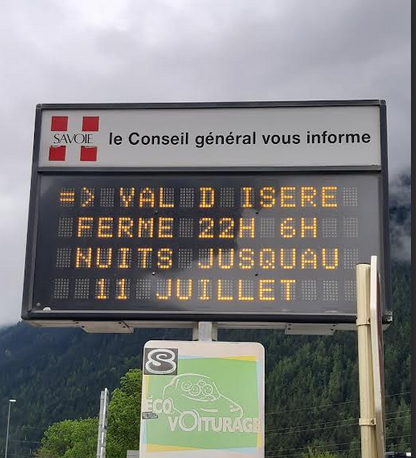 SAVOIE
le Conseil général vous informe
=> VAL D ISERE
FERME 22H 6H
NUITS JUSQUAU
11 JUILLET
S
ECO
VOITURAGE